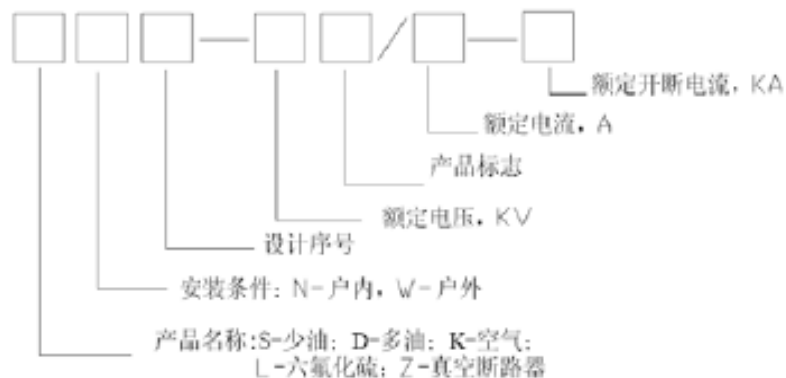 额定开断电流，KA
额定电流，A
产品标志
额定电压，KV
设计序号
安装条件：N-户内，W-户外
产品名称:S-少油；D-多油；K-空气；
L-六氟化硫；Z-真空断路器